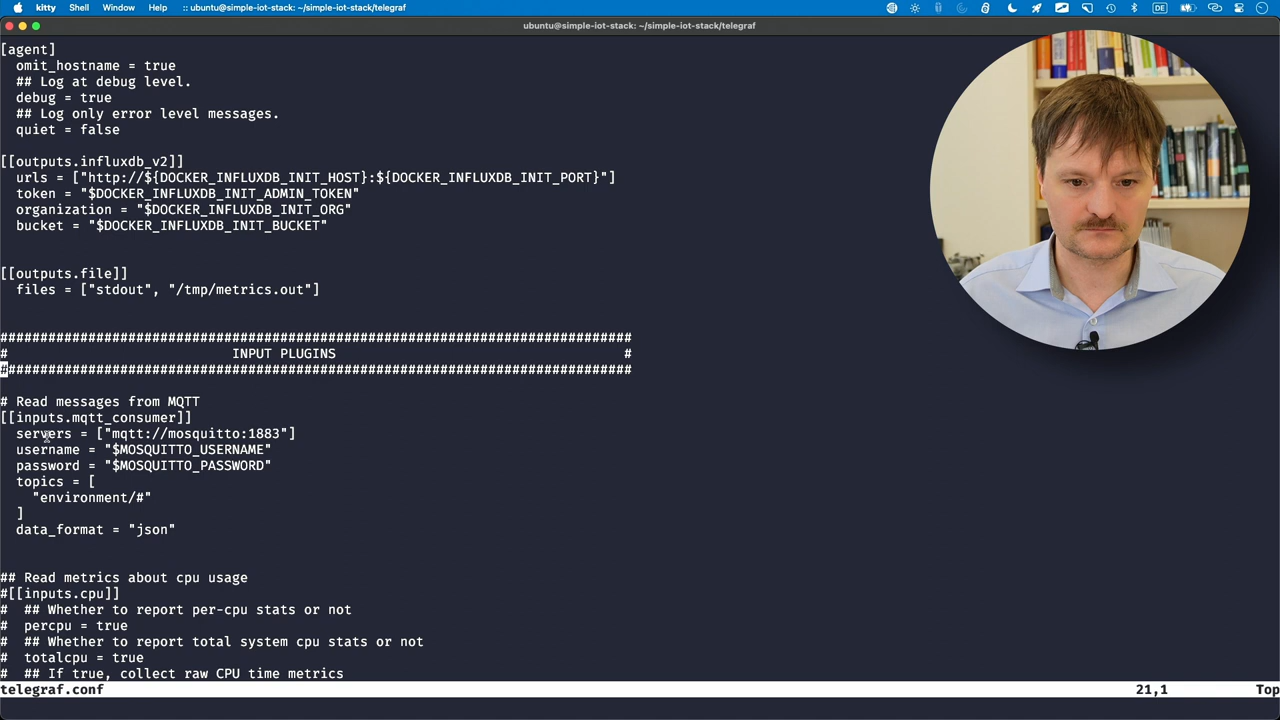 kitty Shell Window Help :: ubuntu@simple-iot-stack: ~/simple-iot-stack/telegraf DE
ubuntu@simple-iot-stack: ~/simple-iot-stack/telegraf
[agent]
  omit_hostname = true
  ## Log at debug level.
  debug = true
  ## Log only error level messages.
  quiet = false
[[outputs.influxdb_v2]]
  urls = ["http://${DOCKER_INFLUXDB_INIT_HOST}:${DOCKER_INFLUXDB_INIT_PORT}"]
  token = "$DOCKER_INFLUXDB_INIT_ADMIN_TOKEN"
  organization = "$DOCKER_INFLUXDB_INIT_ORG"
  bucket = "$DOCKER_INFLUXDB_INIT_BUCKET"
[[outputs.file]]
  files = ["stdout", "/tmp/metrics.out"]
###############################################################################
#                            INPUT PLUGINS                                    #
###############################################################################
# Read messages from MQTT
[[inputs.mqtt_consumer]]
  servers = ["mqtt://mosquitto:1883"]
  username = "$MOSQUITTO_USERNAME"
  password = "$MOSQUITTO_PASSWORD"
  topics = [
    "environment/#"
  ]
  data_format = "json"
## Read metrics about cpu usage
#[[inputs.cpu]]
#  ## Whether to report per-cpu stats or not
#  percpu = true
#  ## Whether to report total system cpu stats or not
#  totalcpu = true
#  ## If true, collect raw CPU time metrics
telegraf.conf 21,1 Top